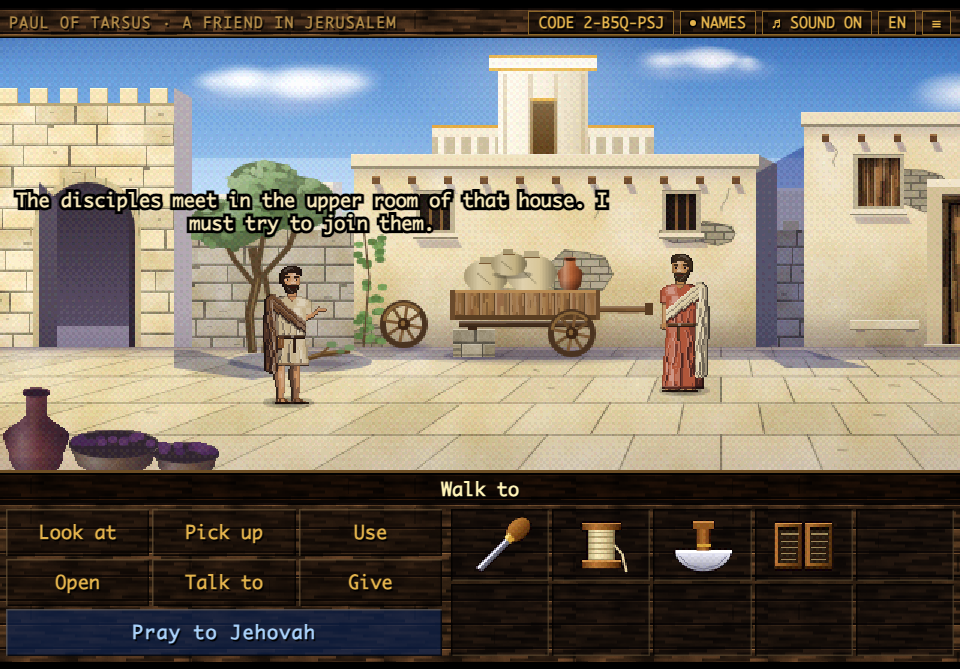 PAUL OF TARSUS · A FRIEND IN JERUSALEM
CODE 2-B5Q-PSJ
• NAMES
♬ SOUND ON
EN
≡
The disciples meet in the upper room of that house. I
must try to join them.
Walk to
Look at
Pick up
Use
Open
Talk to
Give
Pray to Jehovah